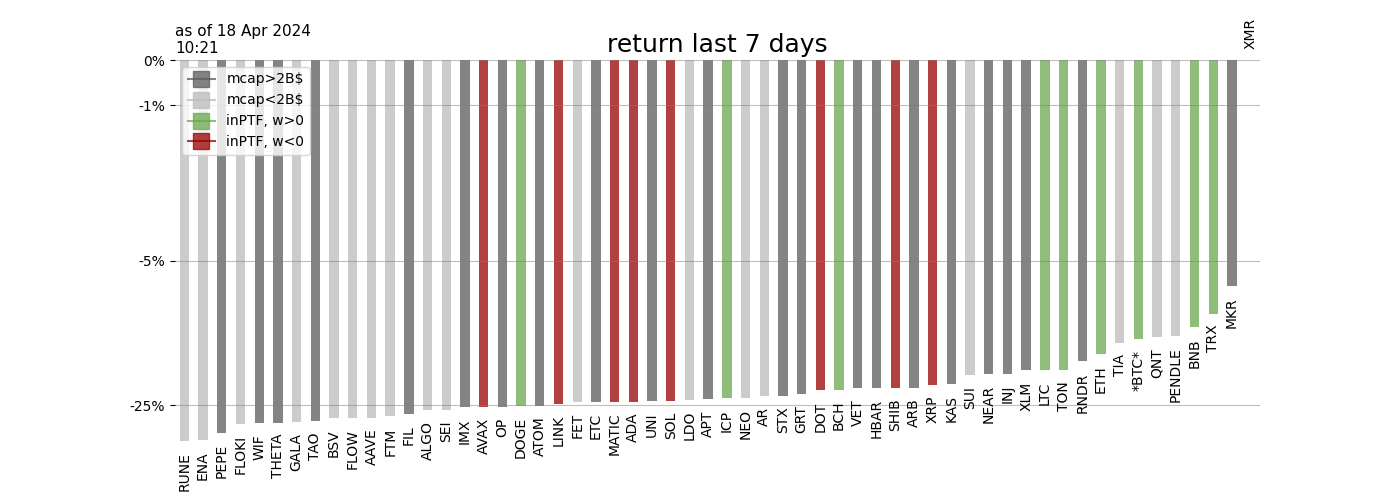 as of 18 Apr 2024
10:21
return last 7 days
XMR
0%
-1%
-5%
-25%
mcap>2B$
mcap<2B$
inPTF, w>0
inPTF, w<0
RUNE
ENA
PEPE
FLOKI
WIF
THETA
GALA
TAO
BSV
FLOW
AAVE
FTM
FIL
ALGO
SEI
IMX
AVAX
OP
DOGE
ATOM
LINK
FET
ETC
MATIC
ADA
UNI
SOL
LDO
APT
ICP
NEO
AR
STX
GRT
DOT
BCH
VET
HBAR
SHIB
ARB
XRP
KAS
SUI
NEAR
INJ
XLM
LTC
TON
RNDR
ETH
TIA
*BTC*
QNT
PENDLE
BNB
TRX
MKR